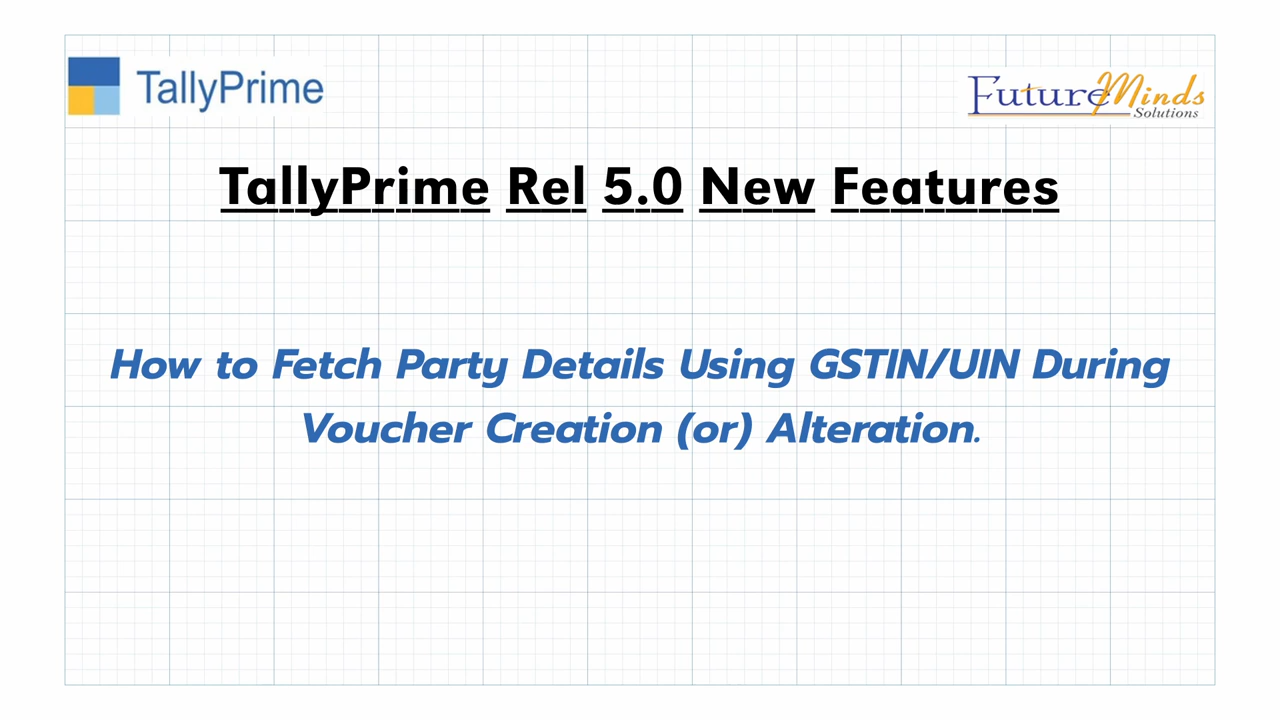 TallyPrime
FutureMinds
Solutions
TallyPrime Rel 5.0 New Features
How to Fetch Party Details Using GSTIN/UIN During
Voucher Creation (or) Alteration.